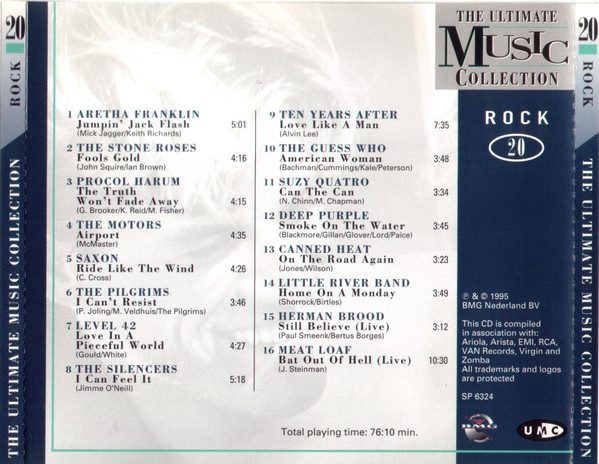 20
ROCK
THE ULTIMATE MUSIC COLLECTION
1 ARETHA FRANKLIN
Jumpin' Jack Flash 5:01
(Mick Jagger/Keith Richards)
2 THE STONE ROSES
Fools Gold 4:16
(John Squire/Ian Brown)
3 PROCOL HARUM
The Truth
Won't Fade Away 4:15
(G. Brooker/K. Reid/M. Fisher)
4 THE MOTORS
Airport 4:35
(McMaster)
5 SAXON
Ride Like The Wind 4:26
(C. Cross)
6 THE PILGRIMS
I Can't Resist 3:46
(P. Joling/M. Veldhuis/The Pilgrims)
7 LEVEL 42
Love In A
Pieceful World 4:27
(Gould/White)
8 THE SILENCERS
I Can Feel It 5:18
(Jimme O'Neill)
9 TEN YEARS AFTER
Love Like A Man 7:35
(Alvin Lee)
10 THE GUESS WHO
American Woman 3:48
(Bachman/Cummings/Kale/Peterson)
11 SUZY QUATRO
Can The Can 3:34
(N. Chinn/M. Chapman)
12 DEEP PURPLE
Smoke On The Water 3:45
(Blackmore/Gillan/Glover/Lord/Paice)
13 CANNED HEAT
On The Road Again 3:23
(Jones/Wilson)
14 LITTLE RIVER BAND
Home On A Monday 3:49
(Shorrock/Birtles)
15 HERMAN BROOD
Still Believe (Live) 3:12
(Paul Smeenk/Bertus Borges)
16 MEAT LOAF
Bat Out Of Hell (Live) 10:30
(J. Steinman)
Total playing time: 76:10 min.
THE ULTIMATE
MUSIC
COLLECTION
ROCK
20
℗ & © 1995
BMG Nederland BV
This CD is compiled
in association with:
Ariola, Arista, EMI, RCA,
VAN Records, Virgin and
Zomba
All trademarks and logos
are protected
SP 6324
BMG
UMC
20
ROCK
THE ULTIMATE MUSIC COLLECTION